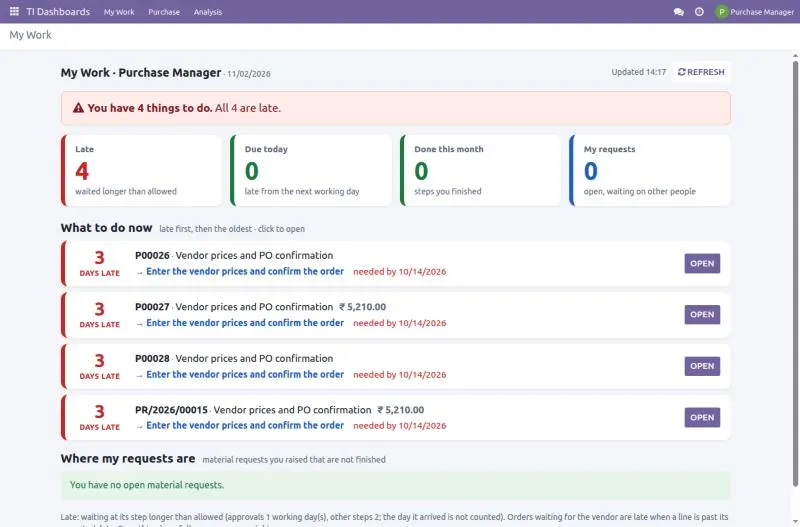 TI Dashboards My Work Purchase Analysis P Purchase Manager
My Work
My Work · Purchase Manager · 11/02/2026 Updated 14:17 REFRESH
You have 4 things to do. All 4 are late.
Late
4
waited longer than allowed
Due today
0
late from the next working day
Done this month
0
steps you finished
My requests
0
open, waiting on other people
What to do now late first, then the oldest · click to open
3
DAYS LATE
P00026 · Vendor prices and PO confirmation
→ Enter the vendor prices and confirm the order needed by 10/14/2026
OPEN
3
DAYS LATE
P00027 · Vendor prices and PO confirmation ₹ 5,210.00
→ Enter the vendor prices and confirm the order needed by 10/14/2026
OPEN
3
DAYS LATE
P00028 · Vendor prices and PO confirmation
→ Enter the vendor prices and confirm the order needed by 10/14/2026
OPEN
3
DAYS LATE
PR/2026/00015 · Vendor prices and PO confirmation ₹ 5,210.00
→ Enter the vendor prices and confirm the order needed by 10/14/2026
OPEN
Where my requests are material requests you raised that are not finished
You have no open material requests.
Late: waiting at its step longer than allowed (approvals 1 working day(s), other steps 2; the day it arrived is not counted). Orders waiting for the vendor are late when a line is past its